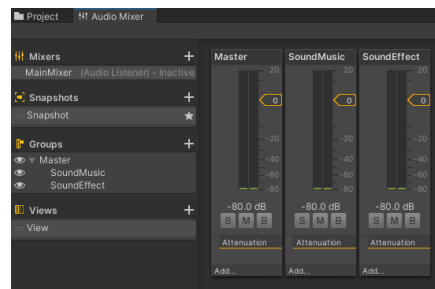 Project
Audio Mixer
Mixers +
MainMixer (Audio Listener) - Inactive
Snapshots +
Snapshot
Groups +
Master
SoundMusic
SoundEffect
Views +
View
Master SoundMusic SoundEffect
20 20 20
0 0 0
-20 -20 -20
-40 -40 -40
-60 -60 -60
-80 -80 -80
-80.0 dB -80.0 dB -80.0 dB
S M B S M B S M B
Attenuation Attenuation Attenuation
Add... Add... Add...